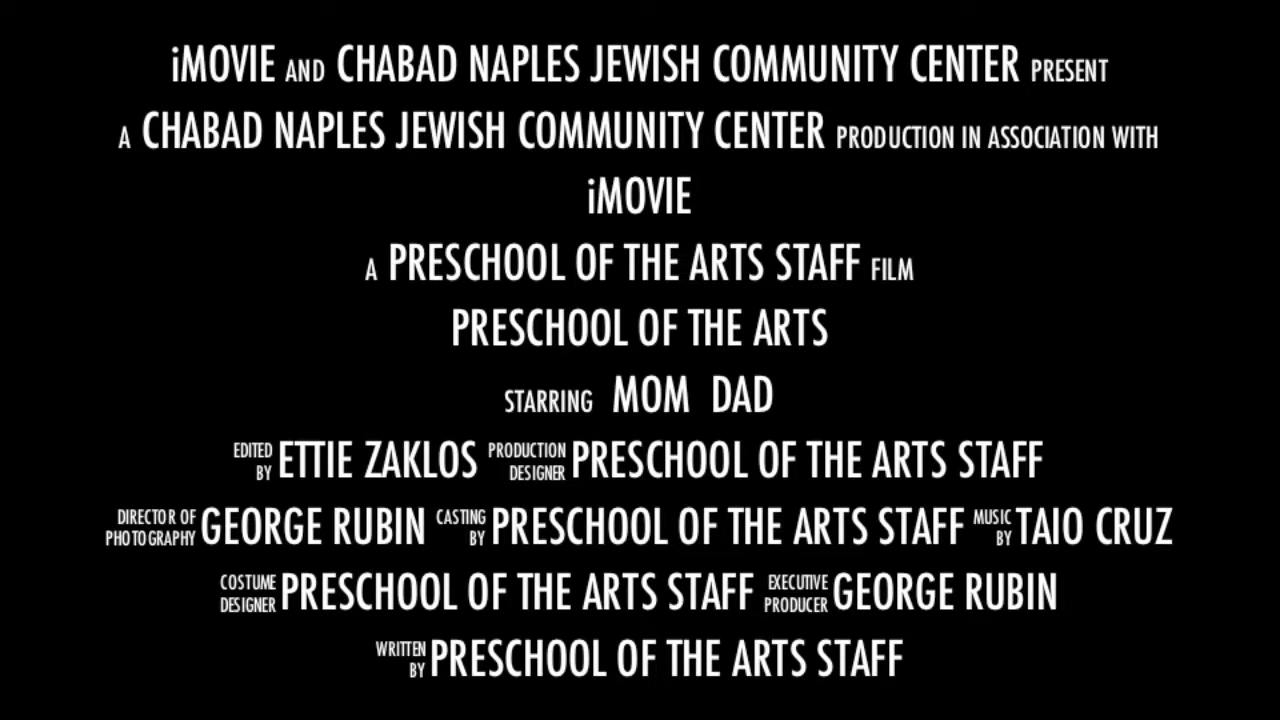 iMOVIE AND CHABAD NAPLES JEWISH COMMUNITY CENTER PRESENT
A CHABAD NAPLES JEWISH COMMUNITY CENTER PRODUCTION IN ASSOCIATION WITH
iMOVIE
A PRESCHOOL OF THE ARTS STAFF FILM
PRESCHOOL OF THE ARTS
STARRING MOM DAD
EDITED BY ETTIE ZAKLOS PRODUCTION DESIGNER PRESCHOOL OF THE ARTS STAFF
DIRECTOR OF PHOTOGRAPHY GEORGE RUBIN CASTING BY PRESCHOOL OF THE ARTS STAFF MUSIC BY TAIO CRUZ
COSTUME DESIGNER PRESCHOOL OF THE ARTS STAFF EXECUTIVE PRODUCER GEORGE RUBIN
WRITTEN BY PRESCHOOL OF THE ARTS STAFF